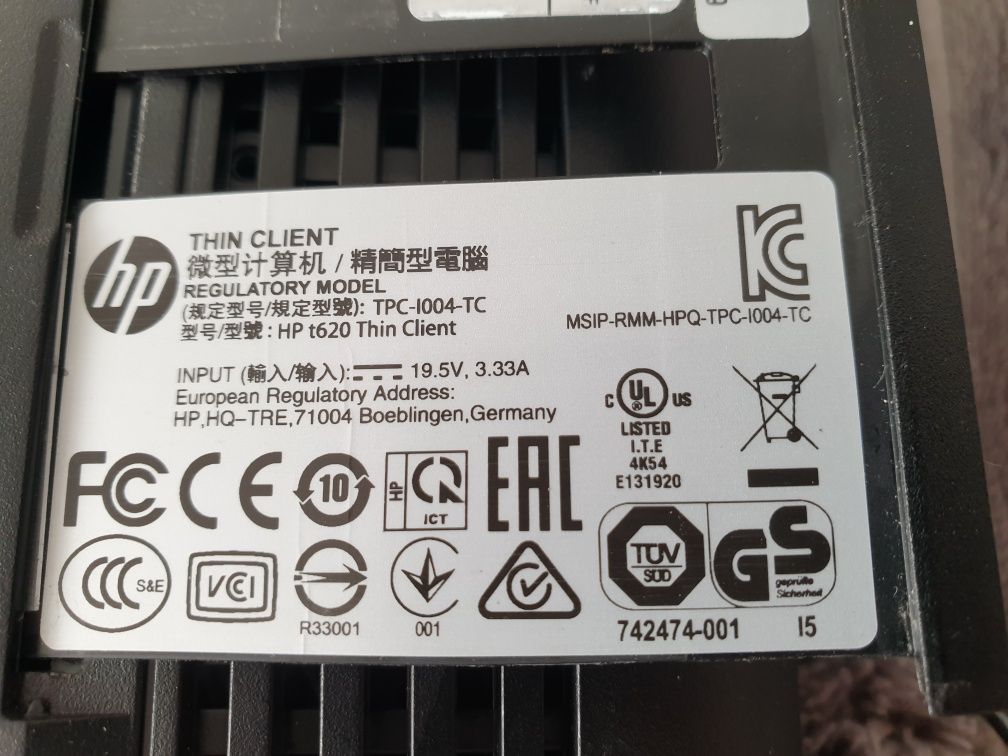 hp
THIN CLIENT
微型计算机 / 精簡型電腦
REGULATORY MODEL
(规定型号/規定型號): TPC-I004-TC
型号/型號 : HP t620 Thin Client
MSIP-RMM-HPQ-TPC-I004-TC
INPUT (輸入/输入): 19.5V, 3.33A
European Regulatory Address:
HP,HQ–TRE,71004 Boeblingen,Germany
C UL ® US
LISTED
I.T.E
4K54
E131920
FC CE 10 HP ICT EAC
CCC S&E VCI
R33001 001
TÜV
SÜD
GS
geprüfte
Sicherheit
742474-001 I5